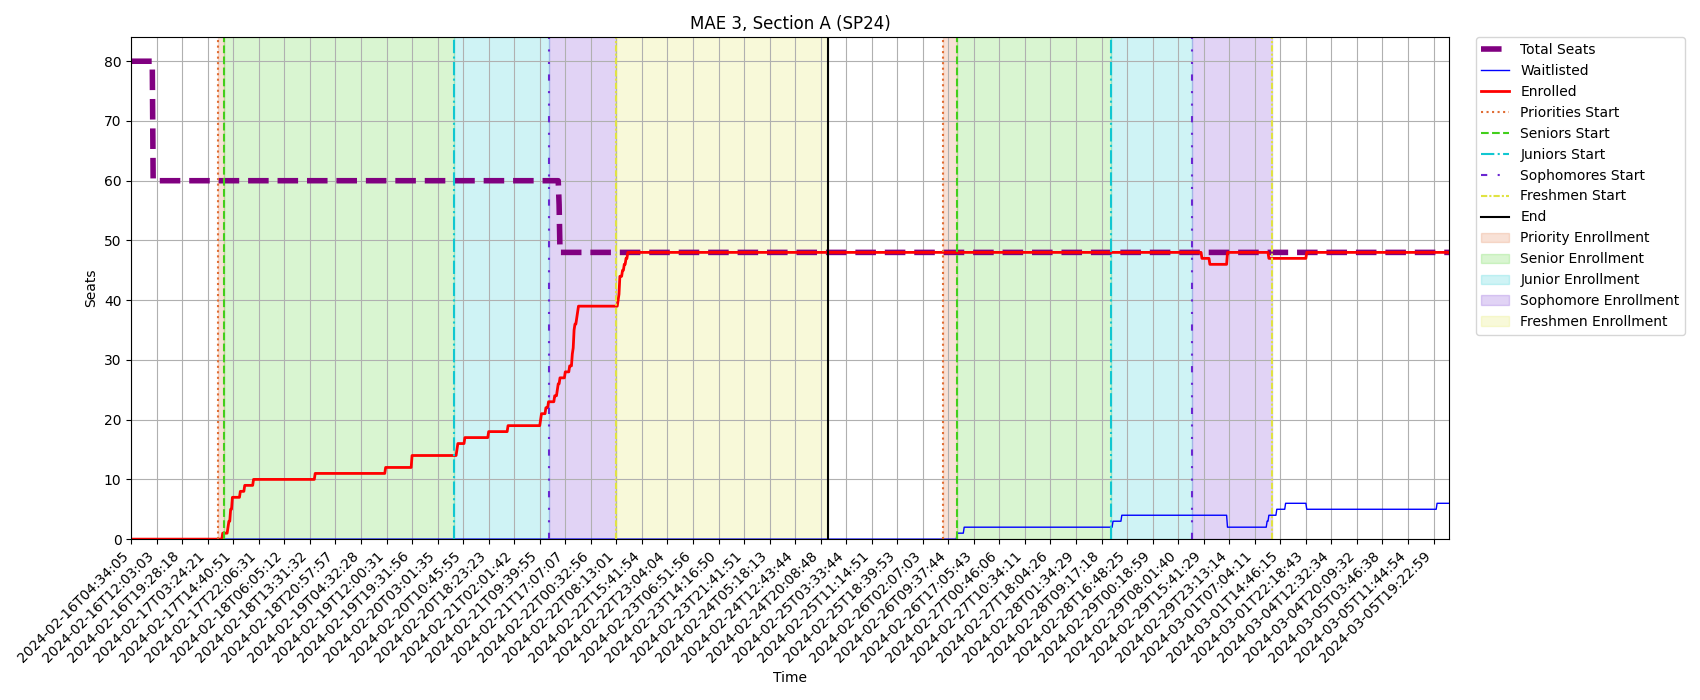 MAE 3, Section A (SP24)
Seats
80
70
60
50
40
30
20
10
0
2024-02-16T04:34:05
2024-02-16T12:03:03
2024-02-16T19:28:18
2024-02-17T03:24:21
2024-02-17T14:40:51
2024-02-17T22:06:31
2024-02-18T06:05:12
2024-02-18T13:31:32
2024-02-18T20:57:57
2024-02-19T04:32:28
2024-02-19T12:00:31
2024-02-19T19:31:56
2024-02-20T03:01:35
2024-02-20T10:45:55
2024-02-20T18:23:23
2024-02-21T02:01:42
2024-02-21T09:39:55
2024-02-21T17:07:07
2024-02-22T00:32:56
2024-02-22T08:13:01
2024-02-22T15:41:54
2024-02-22T23:04:04
2024-02-23T06:51:56
2024-02-23T14:16:50
2024-02-23T21:41:51
2024-02-24T05:18:13
2024-02-24T12:43:44
2024-02-24T20:08:48
2024-02-25T03:33:44
2024-02-25T11:14:51
2024-02-25T18:39:53
2024-02-26T02:07:03
2024-02-26T09:37:44
2024-02-26T17:05:43
2024-02-27T00:46:06
2024-02-27T10:34:11
2024-02-27T18:04:26
2024-02-28T01:34:29
2024-02-28T09:17:18
2024-02-28T16:48:25
2024-02-29T00:18:59
2024-02-29T08:01:40
2024-02-29T15:41:29
2024-02-29T23:13:14
2024-03-01T07:04:11
2024-03-01T14:46:15
2024-03-01T22:18:43
2024-03-04T12:32:34
2024-03-04T20:09:32
2024-03-05T03:46:38
2024-03-05T11:44:54
2024-03-05T19:22:59
Time
Total Seats
Waitlisted
Enrolled
Priorities Start
Seniors Start
Juniors Start
Sophomores Start
Freshmen Start
End
Priority Enrollment
Senior Enrollment
Junior Enrollment
Sophomore Enrollment
Freshmen Enrollment